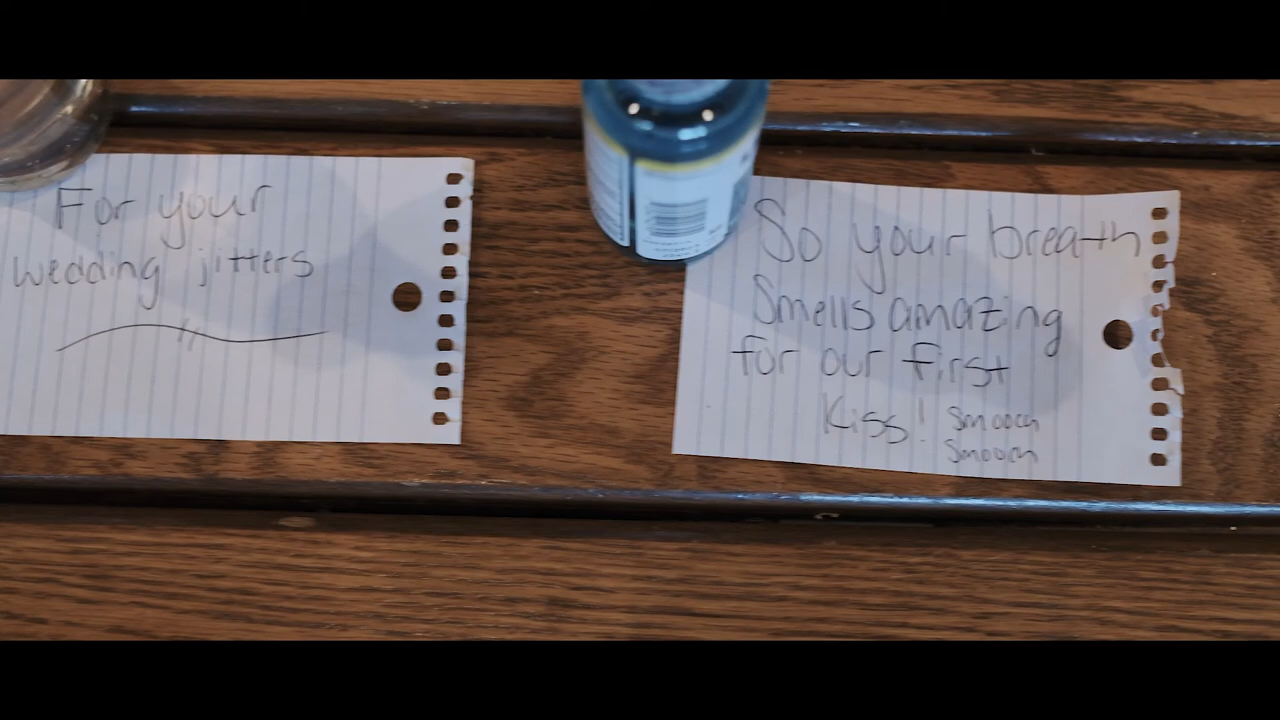 For your
wedding jitters
So your breath
Smells amazing
for our first
Kiss! Smooch
Smooch